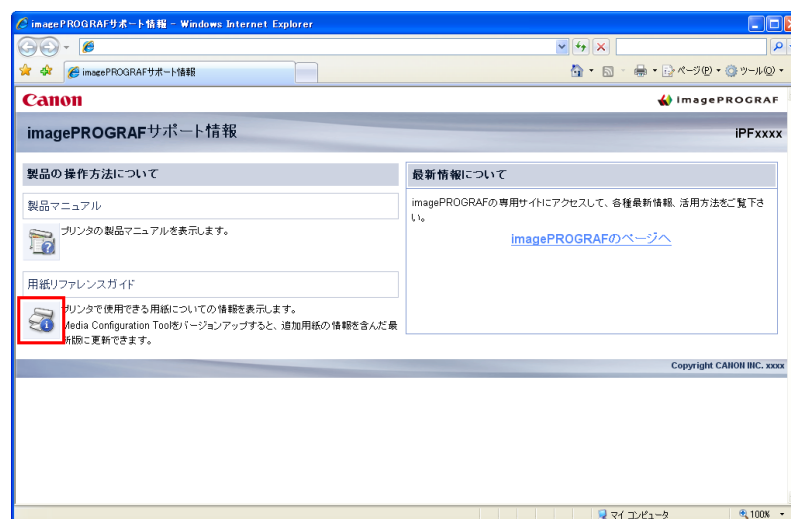 imagePROGRAFサポート情報 - Windows Internet Explorer
imagePROGRAFサポート情報
ページ(P)
ツール(O)
Canon
imagePROGRAF
imagePROGRAFサポート情報
iPFxxxx
製品の操作方法について
製品マニュアル
プリンタの製品マニュアルを表示します。
用紙リファレンスガイド
プリンタで使用できる用紙についての情報を表示します。
Media Configuration Toolをバージョンアップすると、追加用紙の情報を含んだ最
新版に更新できます。
最新情報について
imagePROGRAFの専用サイトにアクセスして、各種最新情報、活用方法をご覧下さ
い。
imagePROGRAFのページへ
Copyright CANON INC. xxxx
マイ コンピュータ
100%